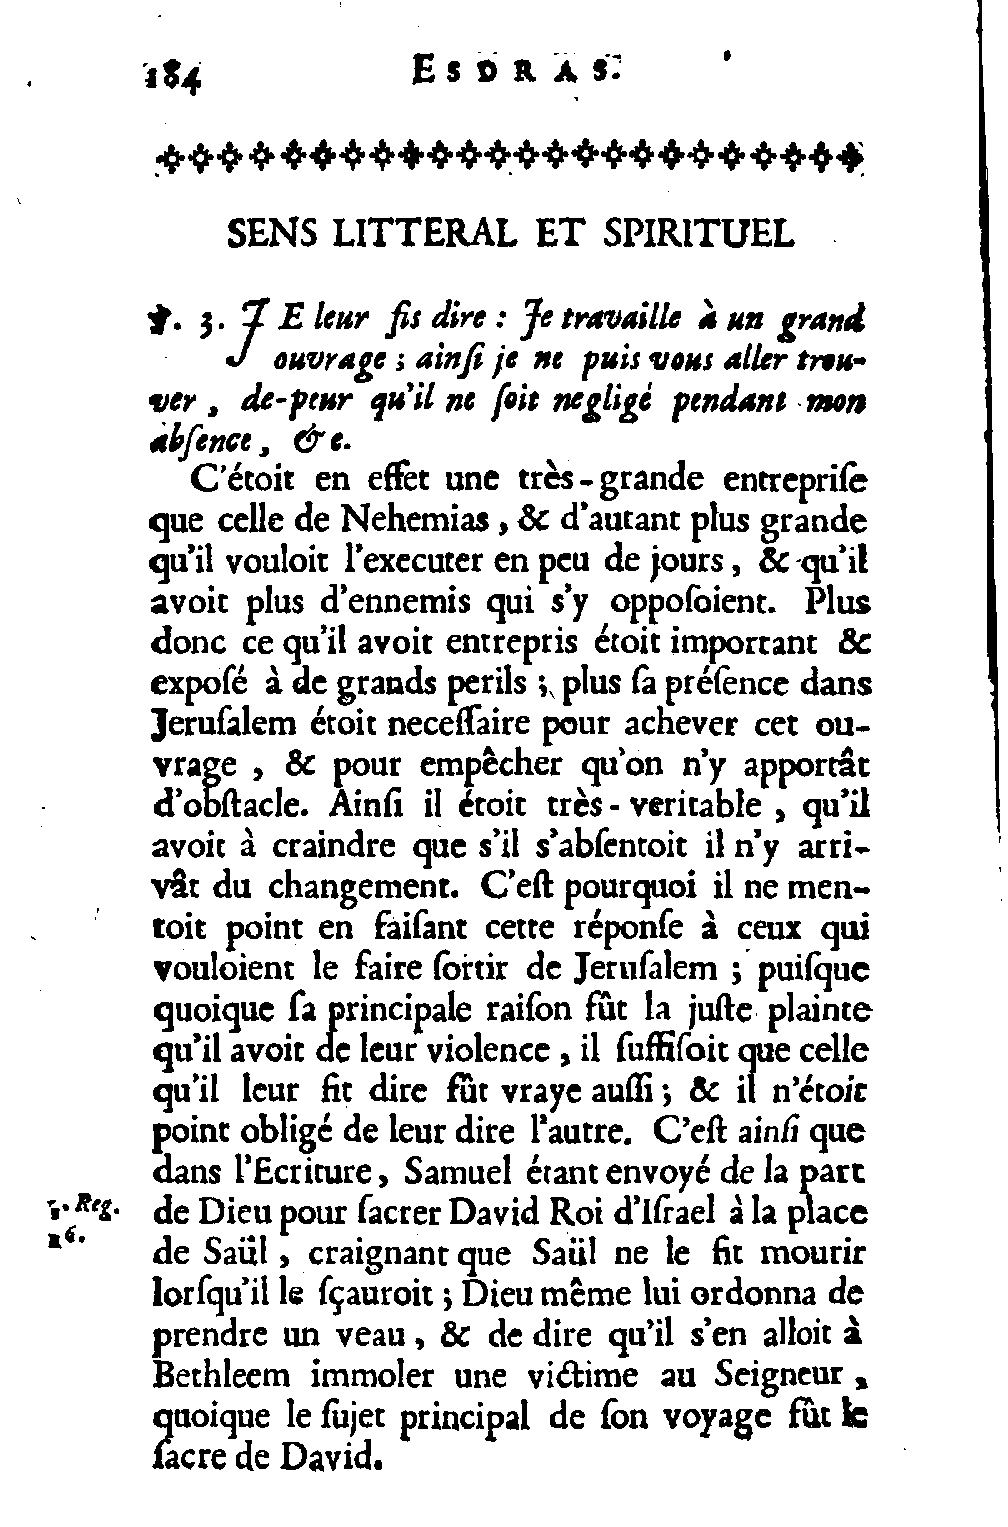 184 ESDRAS.
SENS LITTERAL ET SPIRITUEL
℣. 3. JE leur fis dire : Je travaille à un grand
ouvrage ; ainſi je ne puis vous aller trou-
ver , de-peur qu'il ne ſoit negligé pendant mon
abſence , &c.
C'étoit en effet une très-grande entrepriſe
que celle de Nehemias , & d'autant plus grande
qu'il vouloit l'executer en peu de jours , & qu'il
avoit plus d'ennemis qui s'y oppoſoient. Plus
donc ce qu'il avoit entrepris étoit important &
expoſé à de grands perils ; plus ſa préſence dans
Jeruſalem étoit neceſſaire pour achever cet ou-
vrage , & pour empêcher qu'on n'y apportât
d'obſtacle. Ainſi il étoit très-veritable , qu'il
avoit à craindre que s'il s'abſentoit il n'y arri-
vât du changement. C'eſt pourquoi il ne men-
toit point en faiſant cette réponſe à ceux qui
vouloient le faire ſortir de Jeruſalem ; puiſque
quoique ſa principale raiſon fût la juſte plainte
qu'il avoit de leur violence , il ſuffiſoit que celle
qu'il leur fit dire fût vraye auſſi ; & il n'étoit
point obligé de leur dire l'autre. C'eſt ainſi que
dans l'Ecriture , Samuel étant envoyé de la part
1. Reg. de Dieu pour ſacrer David Roi d'Iſrael à la place
16. de Saül , craignant que Saül ne le fit mourir
lorſqu'il le ſçauroit ; Dieu même lui ordonna de
prendre un veau , & de dire qu'il s'en alloit à
Bethleem immoler une victime au Seigneur ,
quoique le ſujet principal de ſon voyage fût le
ſacre de David.